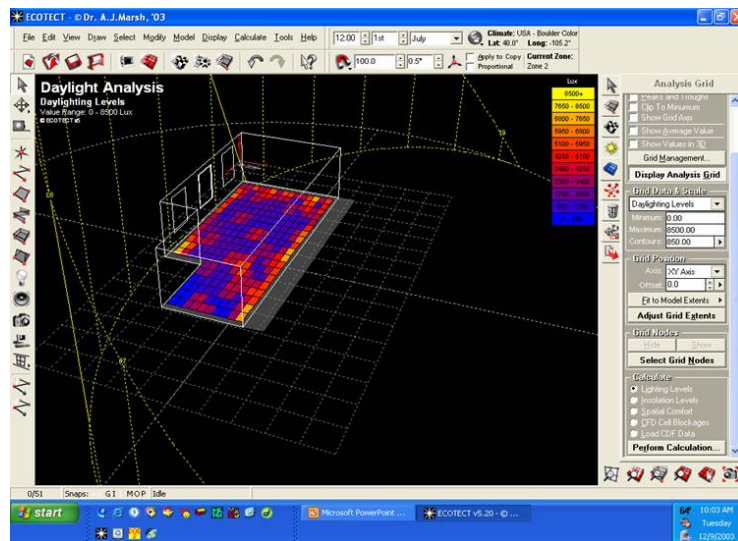 ECOTECT - © Dr. A.J.Marsh, '03
File Edit View Draw Select Modify Model Display Calculate Tools Help
12:00 1st July
Climate: USA - Boulder Color
Lat: 40.0° Long: -105.2°
100.0 0.5° Apply to Copy Current Zone:
Proportional Zone 2
Daylight Analysis
Daylighting Levels
Value Range: 0 - 8500 Lux
© ECOTECT v5
Lux
8500+
7650 - 8500
6800 - 7650
5950 - 6800
5100 - 5950
4250 - 5100
3400 - 4250
Analysis Grid
Peaks and Troughs
Clip To Minimum
Show Grid Axis
Show Average Value
Show Values in 3D
Grid Management...
Display Analysis Grid
Grid Data & Scale
Daylighting Levels
Minimum: 0.00
Maximum: 8500.00
Contours: 850.00
Grid Position
Axis: XY Axis
Offset: 0.0
Fit to Model Extents
Adjust Grid Extents
Grid Nodes
Hide Show
Select Grid Nodes
Calculate
Lighting Levels
Insolation Levels
Spatial Comfort
CFD Cell Blockages
Load CDF Data
Perform Calculation...
0/51 Snaps: G I M O P Idle
start
Microsoft PowerPoint ...
ECOTECT v5.20 - © ...
10:03 AM
Tuesday
12/9/2003